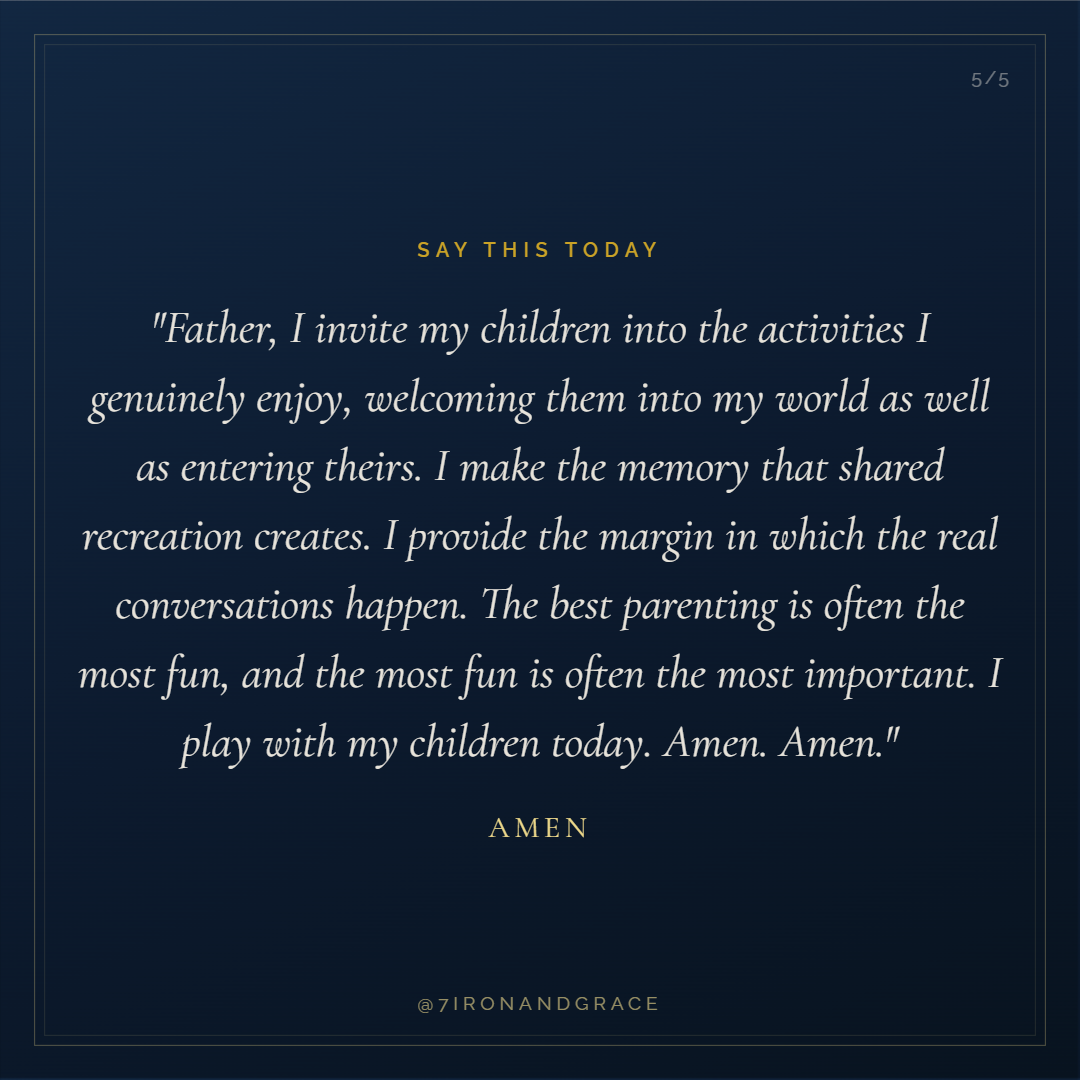 5/5
SAY THIS TODAY
"Father, I invite my children into the activities I
genuinely enjoy, welcoming them into my world as well
as entering theirs. I make the memory that shared
recreation creates. I provide the margin in which the real
conversations happen. The best parenting is often the
most fun, and the most fun is often the most important. I
play with my children today. Amen. Amen."
AMEN
@7IRONANDGRACE